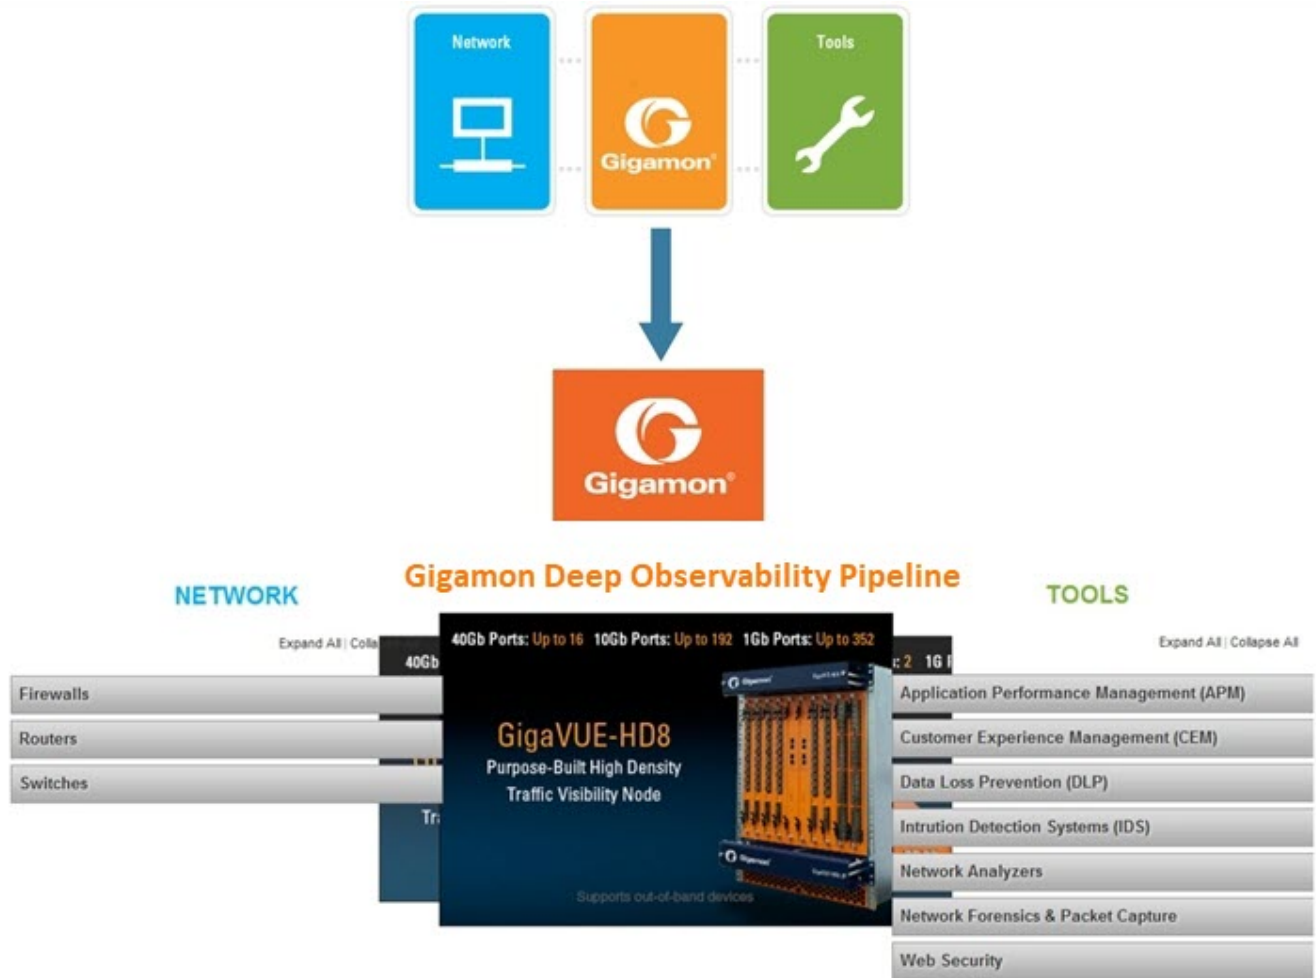 Network
Gigamon®
Tools
Gigamon®
Gigamon Deep Observability Pipeline
NETWORK
TOOLS
Expand All | Colla
Expand All | Collapse All
40Gb Ports: Up to 16 10Gb Ports: Up to 192 1Gb Ports: Up to 352
40Gb
: 2 1G
Firewalls
Routers
Switches
GigaVUE-HD8
Purpose-Built High Density
Traffic Visibility Node
Tr
Gigamon
Gigamon
Supports out-of-band devices
Application Performance Management (APM)
Customer Experience Management (CEM)
Data Loss Prevention (DLP)
Intrution Detection Systems (IDS)
Network Analyzers
Network Forensics & Packet Capture
Web Security